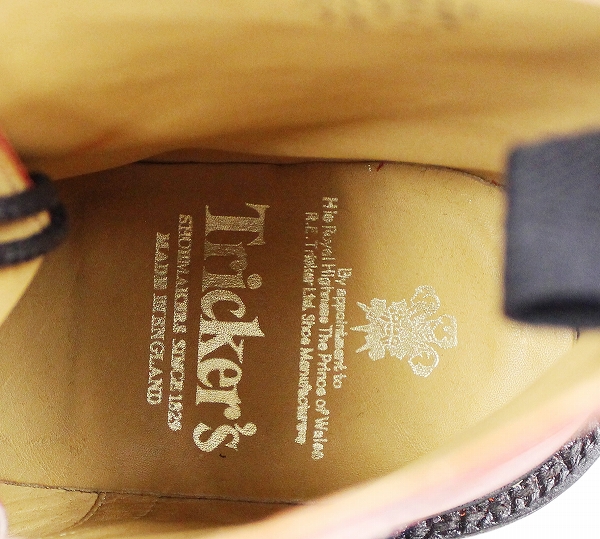 By appointment to
His Royal Highness The Prince of Wales
R.E. Tricker Ltd. Shoe Manufacturers
Tricker's
SHOEMAKERS SINCE 1829
MADE IN ENGLAND